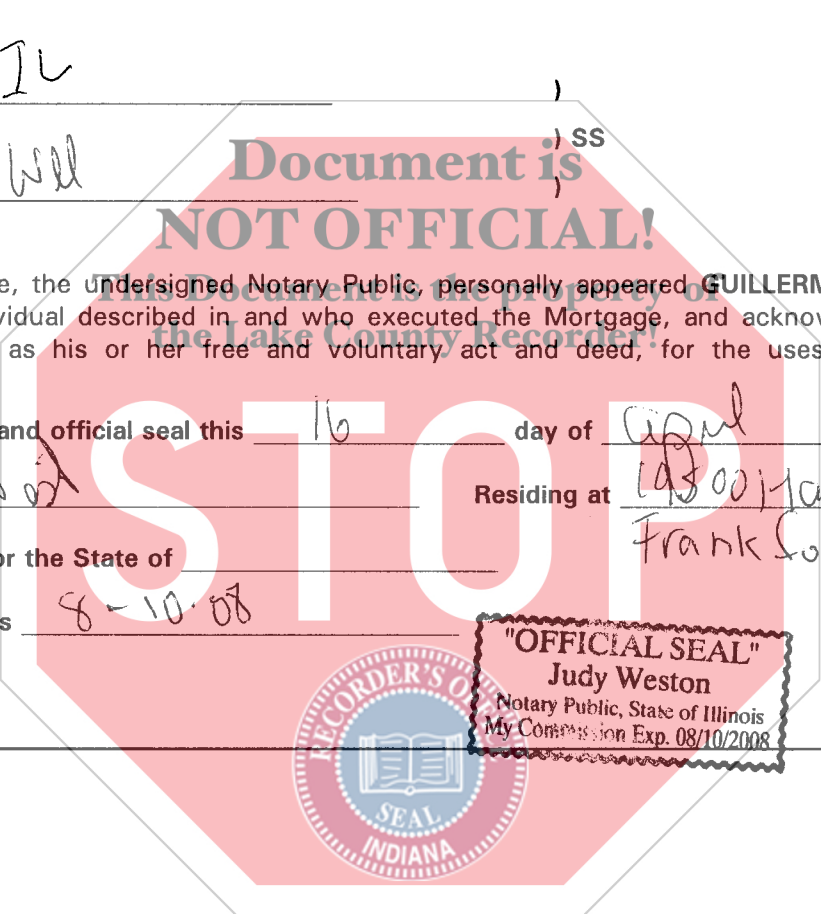 IL
)
) SS
Will
)
Document is
NOT OFFICIAL!
This Document is the property of
the Lake County Recorder!
e, the undersigned Notary Public, personally appeared GUILLERM
vidual described in and who executed the Mortgage, and acknov
as his or her free and voluntary act and deed, for the uses
and official seal this 16 day of april
Residing at 19800
Frank
or the State of
s 8-10-08
STOP
"OFFICIAL SEAL"
Judy Weston
Notary Public, State of Illinois
My Commission Exp. 08/10/2008
RECORDER'S OFFICE
SEAL
INDIANA